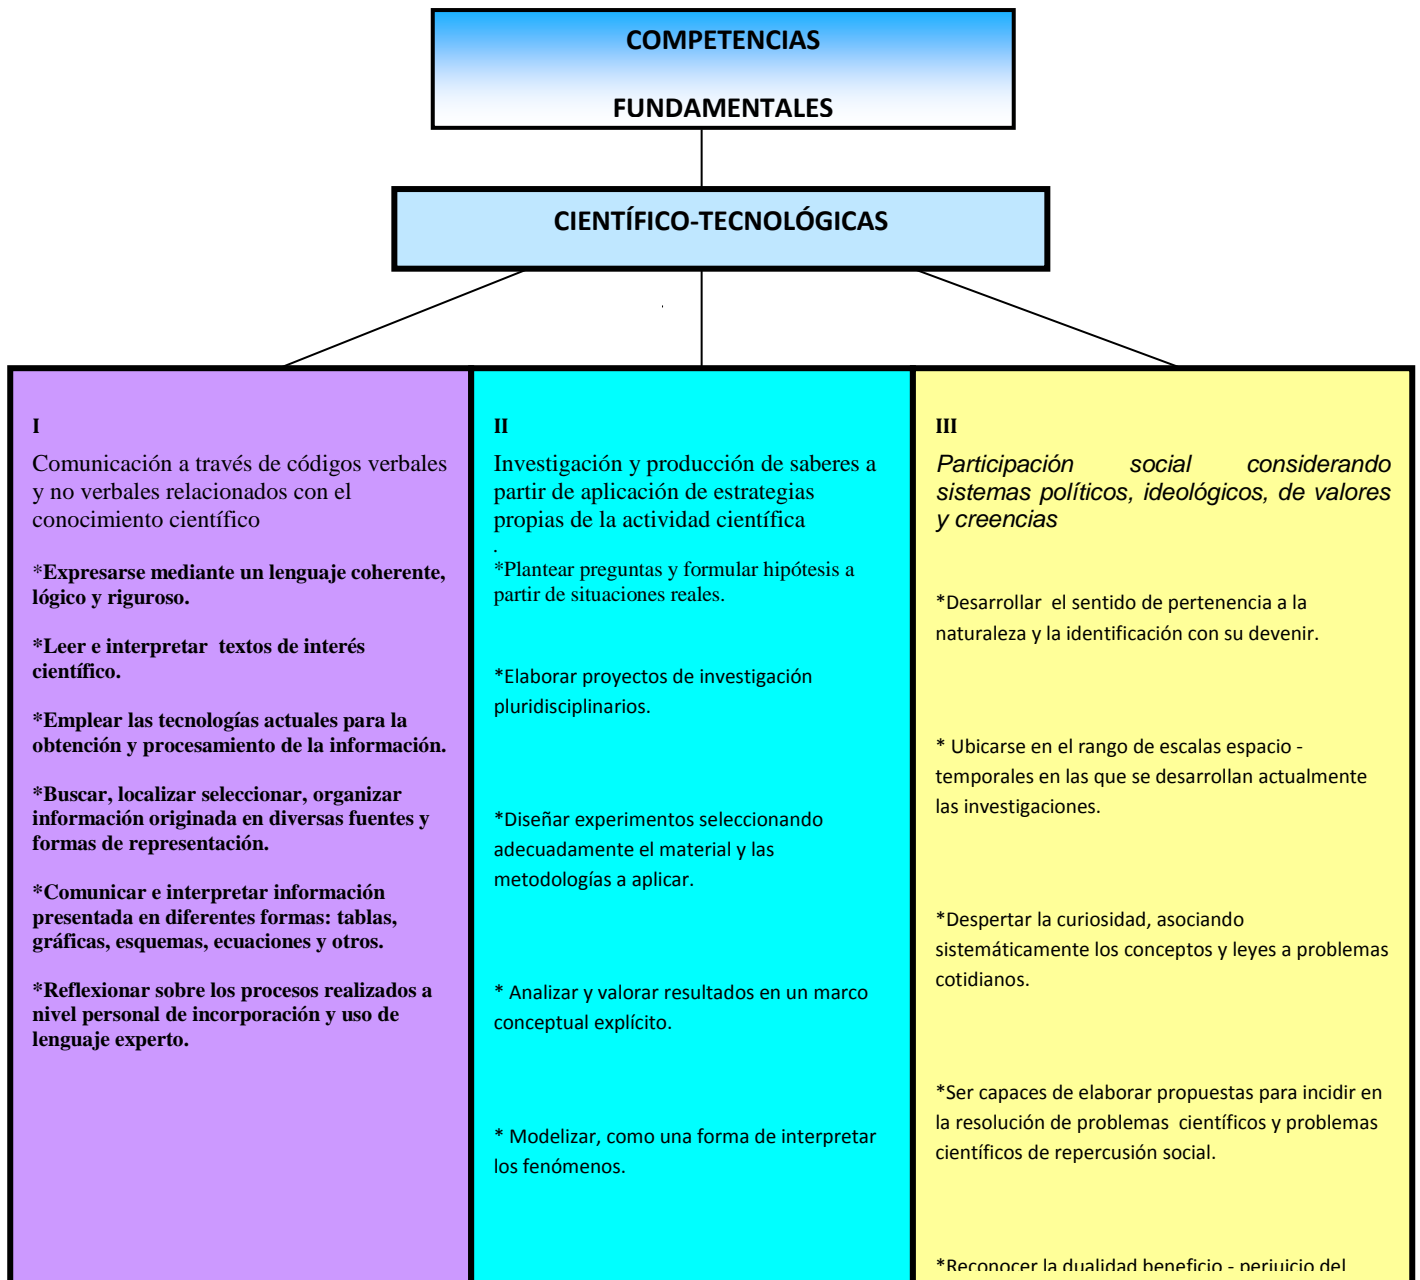 COMPETENCIAS
FUNDAMENTALES
CIENTÍFICO-TECNOLÓGICAS
I
Comunicación a través de códigos verbales
y no verbales relacionados con el
conocimiento científico
*Expresarse mediante un lenguaje coherente,
lógico y riguroso.
*Leer e interpretar textos de interés
científico.
*Emplear las tecnologías actuales para la
obtención y procesamiento de la información.
*Buscar, localizar seleccionar, organizar
información originada en diversas fuentes y
formas de representación.
*Comunicar e interpretar información
presentada en diferentes formas: tablas,
gráficas, esquemas, ecuaciones y otros.
*Reflexionar sobre los procesos realizados a
nivel personal de incorporación y uso de
lenguaje experto.
II
Investigación y producción de saberes a
partir de aplicación de estrategias
propias de la actividad científica
.
*Plantear preguntas y formular hipótesis a
partir de situaciones reales.
*Elaborar proyectos de investigación
pluridisciplinarios.
*Diseñar experimentos seleccionando
adecuadamente el material y las
metodologías a aplicar.
* Analizar y valorar resultados en un marco
conceptual explícito.
* Modelizar, como una forma de interpretar
los fenómenos.
III
Participación social considerando
sistemas políticos, ideológicos, de valores
y creencias
*Desarrollar el sentido de pertenencia a la
naturaleza y la identificación con su devenir.
* Ubicarse en el rango de escalas espacio -
temporales en las que se desarrollan actualmente
las investigaciones.
*Despertar la curiosidad, asociando
sistemáticamente los conceptos y leyes a problemas
cotidianos.
*Ser capaces de elaborar propuestas para incidir en
la resolución de problemas científicos y problemas
científicos de repercusión social.
*Reconocer la dualidad beneficio - perjuicio del